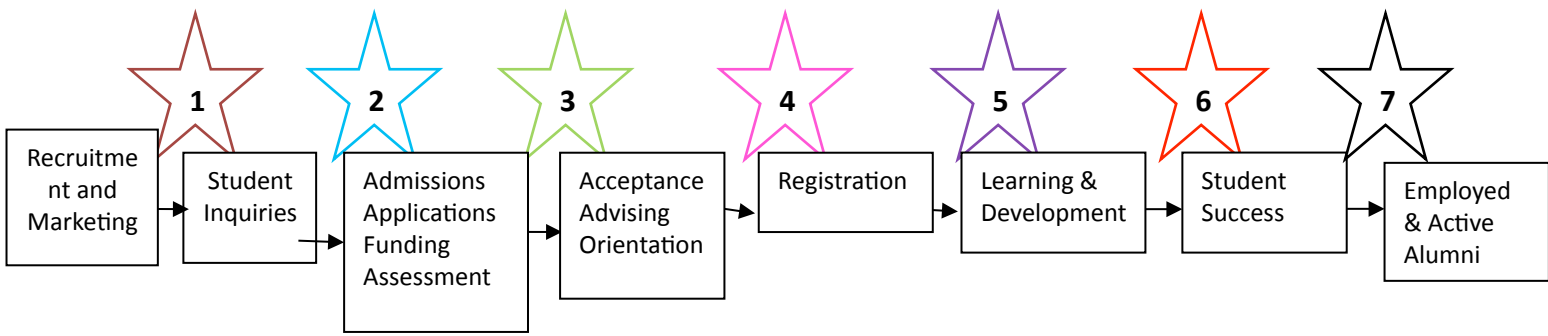 1
2
3
4
5
6
7
Recruitme
nt and
Marketing
Student
Inquiries
Admissions
Applications
Funding
Assessment
Acceptance
Advising
Orientation
Registration
Learning &
Development
Student
Success
Employed
& Active
Alumni